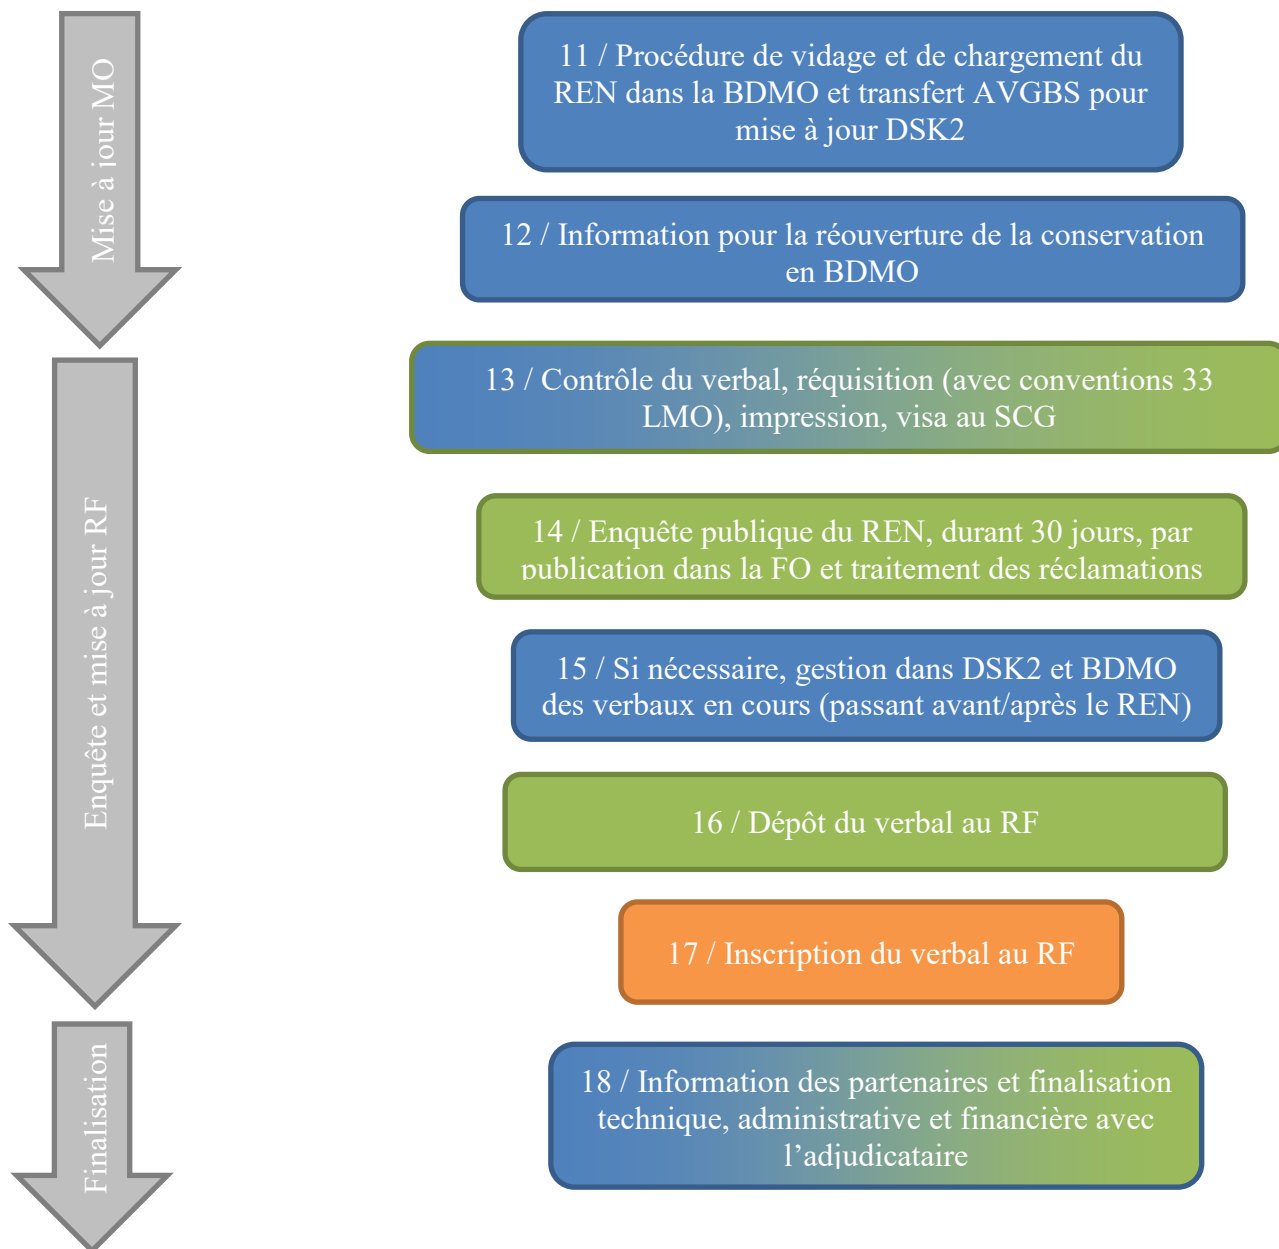 Mise à jour MO
11 / Procédure de vidage et de chargement du
REN dans la BDMO et transfert AVGBS pour
mise à jour DSK2
12 / Information pour la réouverture de la conservation
en BDMO
Enquête et mise à jour RF
13 / Contrôle du verbal, réquisition (avec conventions 33
LMO), impression, visa au SCG
14 / Enquête publique du REN, durant 30 jours, par
publication dans la FO et traitement des réclamations
15 / Si nécessaire, gestion dans DSK2 et BDMO
des verbaux en cours (passant avant/après le REN)
16 / Dépôt du verbal au RF
17 / Inscription du verbal au RF
Finalisation
18 / Information des partenaires et finalisation
technique, administrative et financière avec
l’adjudicataire